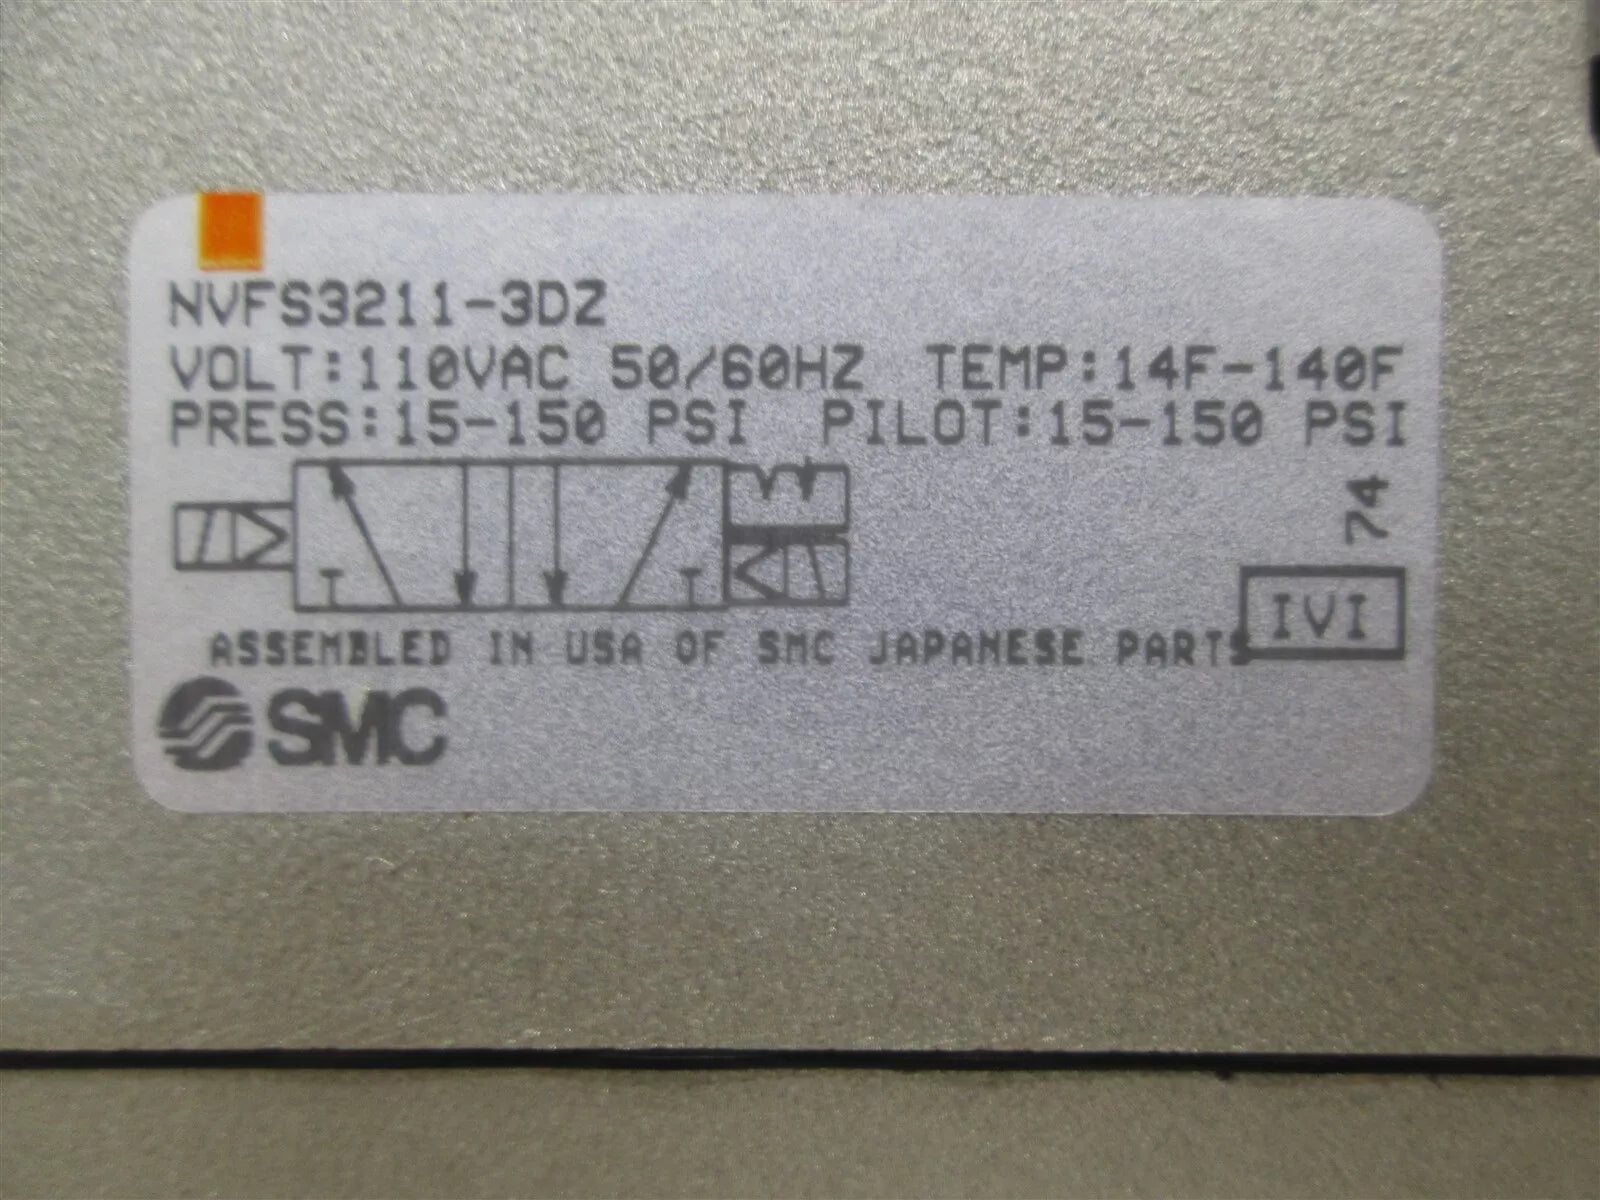 NVFS3211-3DZ
VOLT:110VAC 50/60HZ TEMP:14F-140F
PRESS:15-150 PSI PILOT:15-150 PSI
74
IVI
ASSEMBLED IN USA OF SMC JAPANESE PARTS
SMC